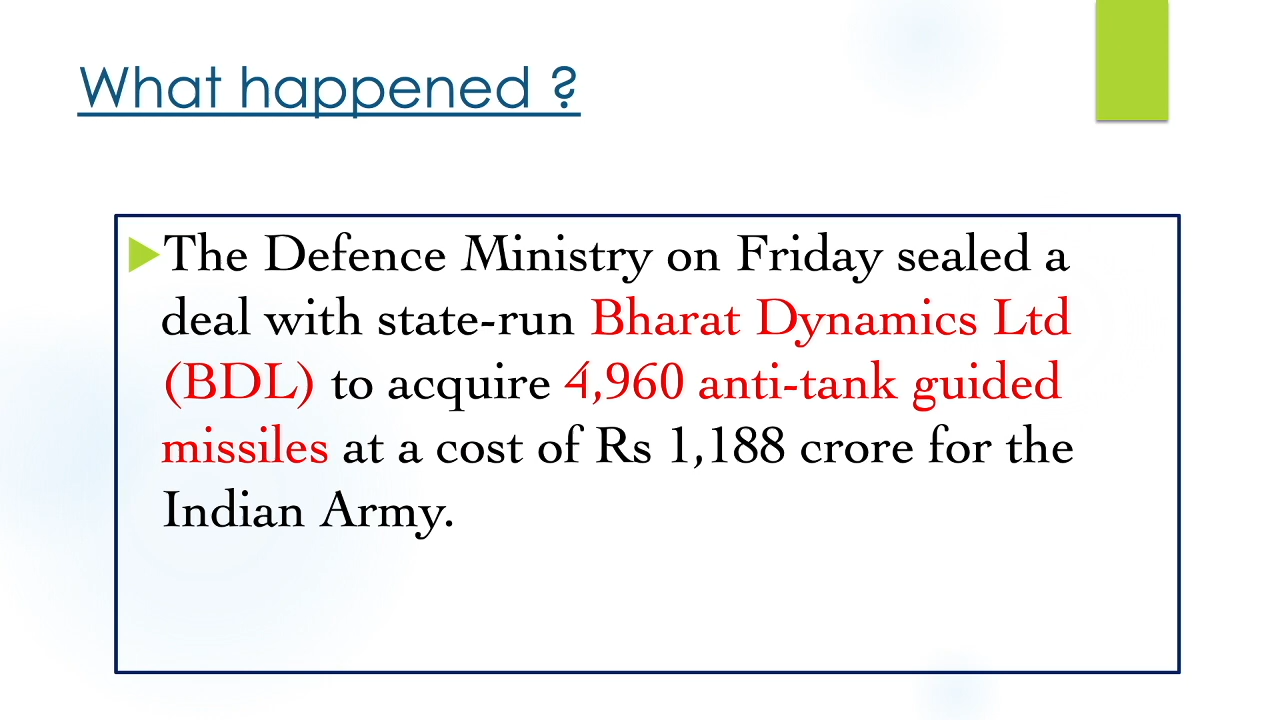 What happened ?
The Defence Ministry on Friday sealed a
deal with state-run Bharat Dynamics Ltd
(BDL) to acquire 4,960 anti-tank guided
missiles at a cost of Rs 1,188 crore for the
Indian Army.